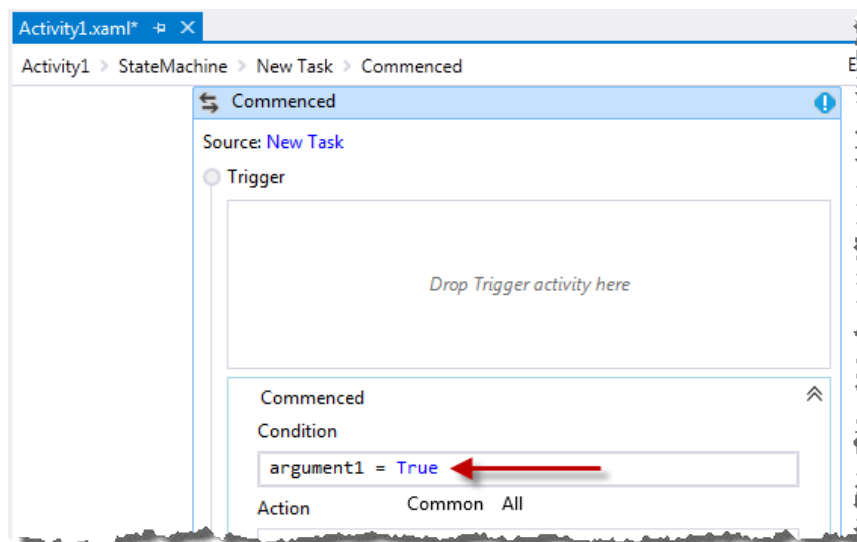 Activity1.xaml*
Activity1 > StateMachine > New Task > Commenced
Commenced
Source: New Task
Trigger
Drop Trigger activity here
Commenced
Condition
argument1 = True
Action Common All